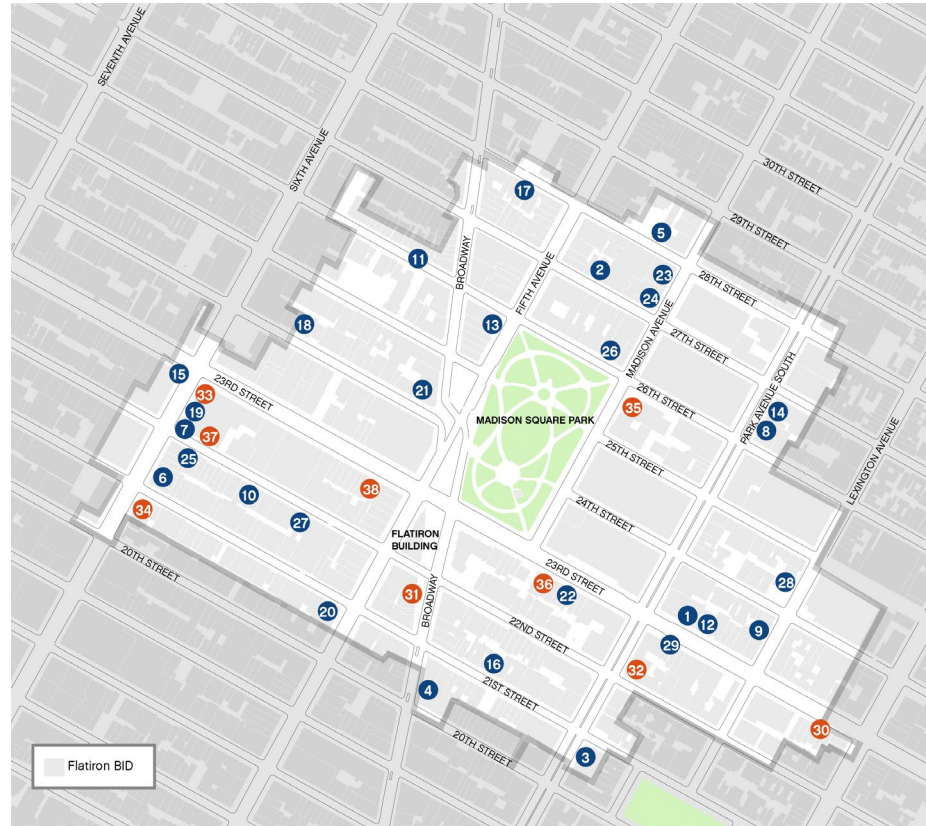 SEVENTH AVENUE
SIXTH AVENUE
30TH STREET
17
29TH STREET
5
BROADWAY
11
2
23
28TH STREET
FIFTH AVENUE
24
18
13
MADISON AVENUE
27TH STREET
26
15
23RD STREET
21
26TH STREET
PARK AVENUE SOUTH
33
35
19
MADISON SQUARE PARK
14
7
37
8
25TH STREET
LEXINGTON AVENUE
25
6
38
10
34
27
24TH STREET
FLATIRON
BUILDING
20TH STREET
23RD STREET
36
28
31
22
BROADWAY
20
1
12
22ND STREET
9
29
16
32
21ST STREET
4
30
20TH STREET
3
Flatiron BID